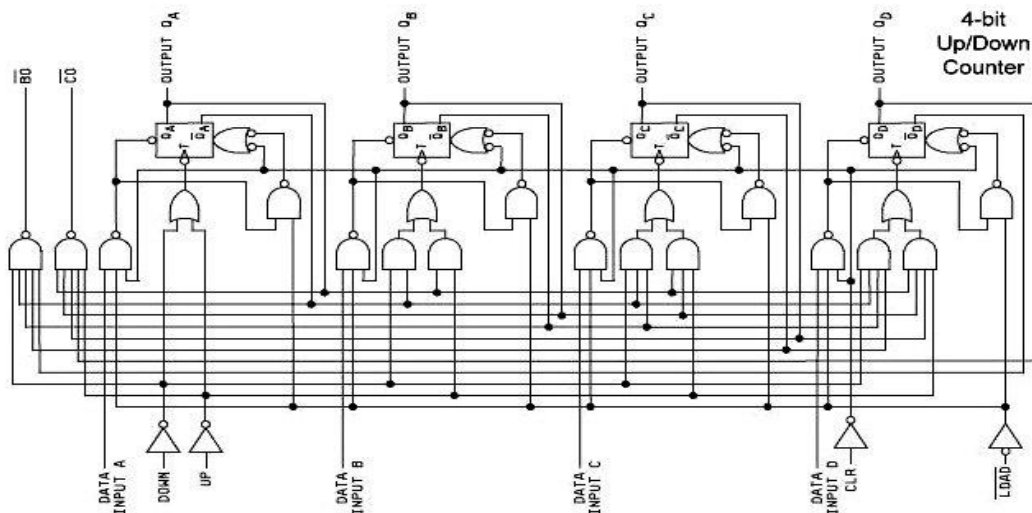 4-bit
Up/Down
Counter
BO
CO
OUTPUT QA
OUTPUT QB
OUTPUT QC
OUTPUT QD
QA
QA
T
QB
QB
T
QC
QC
T
QD
QD
T
DATA
INPUT A
DOWN
UP
DATA
INPUT B
DATA
INPUT C
DATA
INPUT D
CLR
LOAD